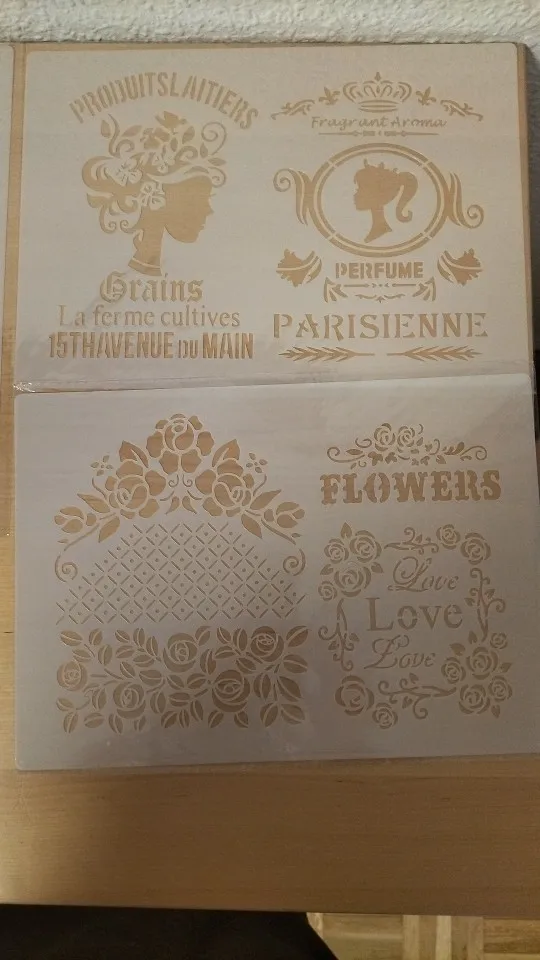 PRODUITSLAITIERS
Grains
La ferme cultives
15THAVENUE DU MAIN
Fragrant Aroma
PERFUME
PARISIENNE
FLOWERS
Love
Love
Love